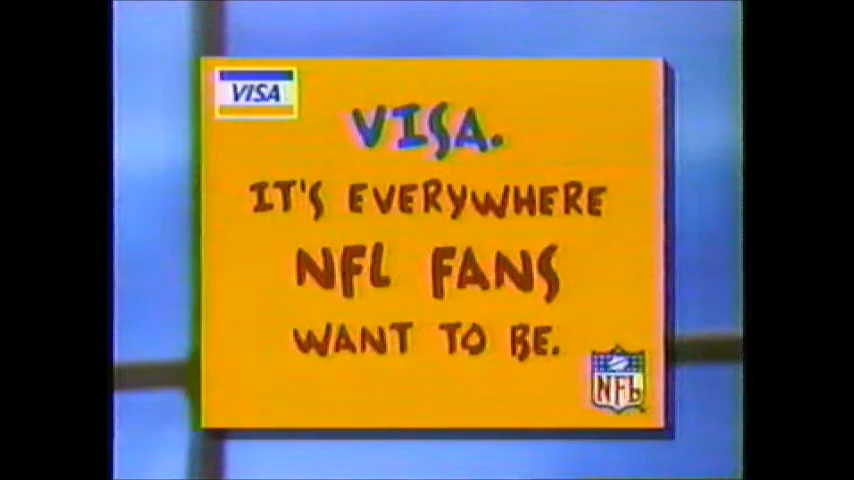 VISA
VISA.
IT'S EVERYWHERE
NFL FANS
WANT TO BE.
NFL